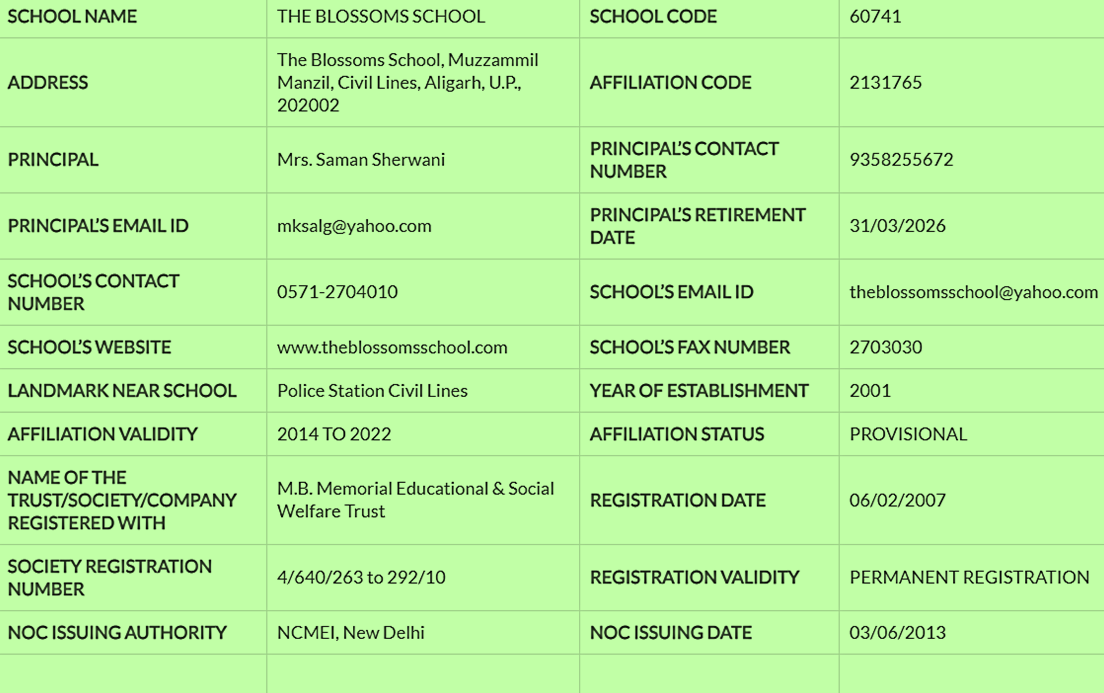 SCHOOL NAME THE BLOSSOMS SCHOOL SCHOOL CODE 60741
ADDRESS
The Blossoms School, Muzzammil
Manzil, Civil Lines, Aligarh, U.P.,
202002
AFFILIATION CODE 2131765
PRINCIPAL Mrs. Saman Sherwani
PRINCIPAL'S CONTACT
NUMBER
9358255672
PRINCIPAL'S EMAIL ID mksalg@yahoo.com
PRINCIPAL'S RETIREMENT
DATE
31/03/2026
SCHOOL'S CONTACT
NUMBER
0571-2704010
SCHOOL'S EMAIL ID theblossomsschool@yahoo.com
SCHOOL'S WEBSITE www.theblossomsschool.com SCHOOL'S FAX NUMBER 2703030
LANDMARK NEAR SCHOOL Police Station Civil Lines YEAR OF ESTABLISHMENT 2001
AFFILIATION VALIDITY 2014 TO 2022 AFFILIATION STATUS PROVISIONAL
NAME OF THE
TRUST/SOCIETY/COMPANY
REGISTERED WITH
M.B. Memorial Educational & Social
Welfare Trust
REGISTRATION DATE 06/02/2007
SOCIETY REGISTRATION
NUMBER
4/640/263 to 292/10
REGISTRATION VALIDITY PERMANENT REGISTRATION
NOC ISSUING AUTHORITY NCMEI, New Delhi NOC ISSUING DATE 03/06/2013